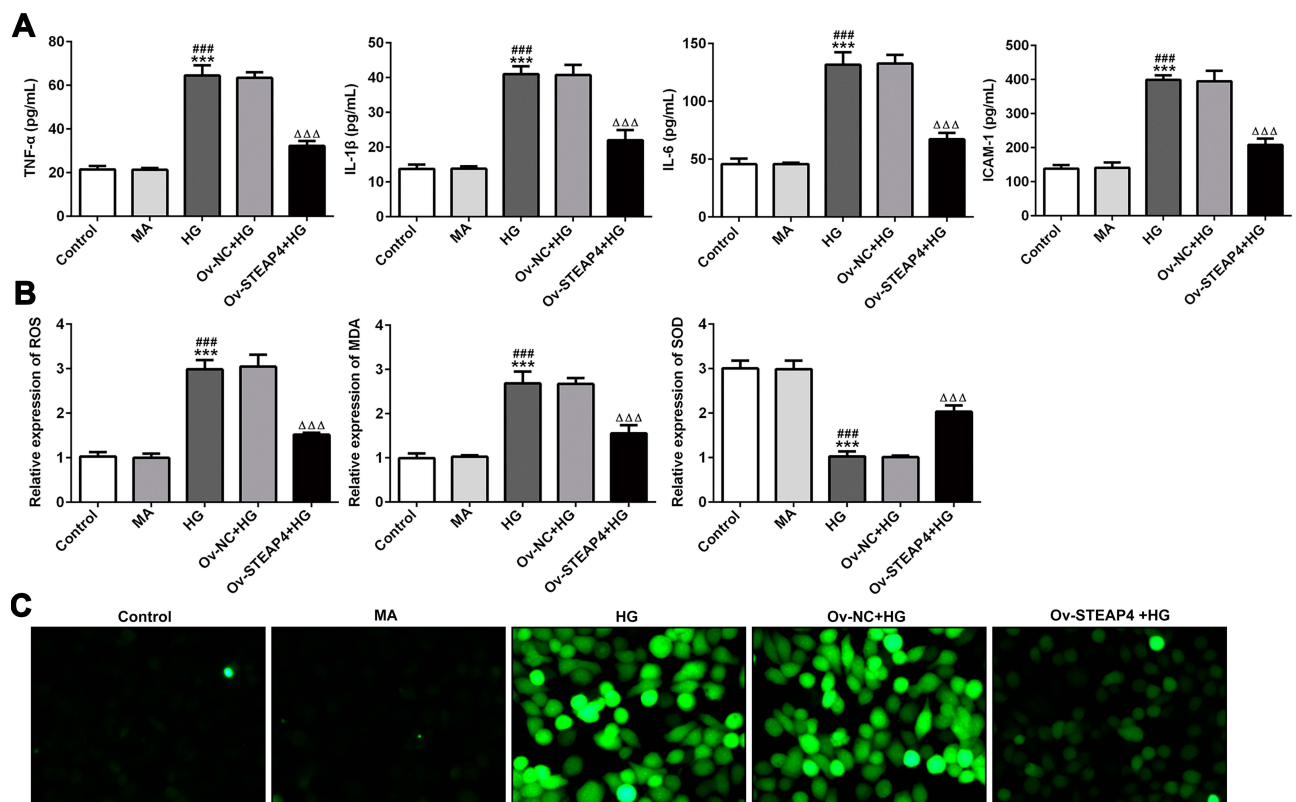 A
TNF-α (pg/mL)
80
60
40
20
0
###
***
ΔΔΔ
Control
MA
HG
Ov-NC+HG
Ov-STEAP4+HG
IL-1β (pg/mL)
50
40
30
20
10
0
###
***
ΔΔΔ
Control
MA
HG
Ov-NC+HG
Ov-STEAP4+HG
IL-6 (pg/mL)
150
100
50
0
###
***
ΔΔΔ
Control
MA
HG
Ov-NC+HG
Ov-STEAP4+HG
ICAM-1 (pg/mL)
500
400
300
200
100
0
###
***
ΔΔΔ
Control
MA
HG
Ov-NC+HG
Ov-STEAP4+HG
B
Relative expression of ROS
4
3
2
1
0
###
***
ΔΔΔ
Control
MA
HG
Ov-NC+HG
Ov-STEAP4+HG
Relative expression of MDA
4
3
2
1
0
###
***
ΔΔΔ
Control
MA
HG
Ov-NC+HG
Ov-STEAP4+HG
Relative expression of SOD
4
3
2
1
0
###
***
ΔΔΔ
Control
MA
HG
Ov-NC+HG
Ov-STEAP4+HG
C
Control
MA
HG
Ov-NC+HG
Ov-STEAP4 +HG